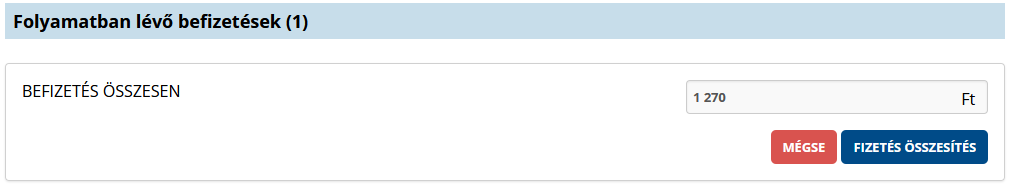 Folyamatban lévő befizetések (1)
BEFIZETÉS ÖSSZESEN
1 270 Ft
MÉGSE FIZETÉS ÖSSZESÍTÉS